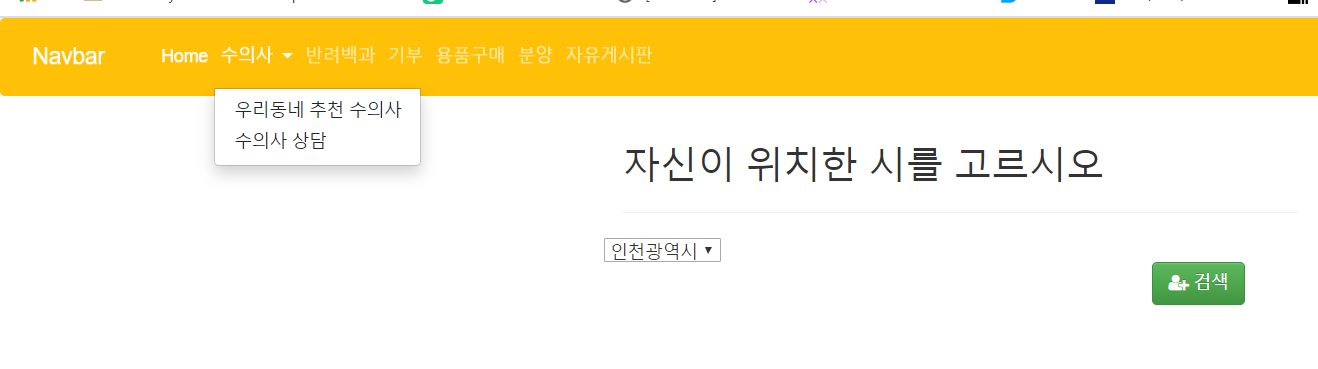 Navbar Home 수의사 반려백과 기부 용품구매 분양 자유게시판
우리동네 추천 수의사
수의사 상담
자신이 위치한 시를 고르시오
인천광역시
검색